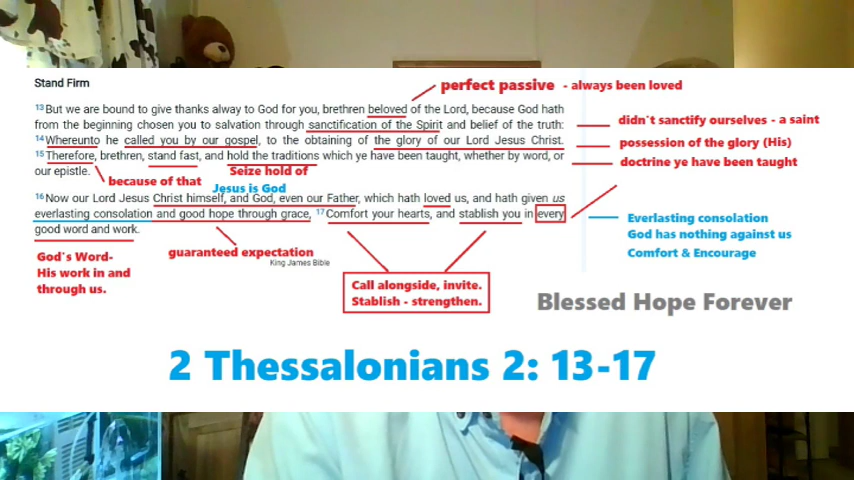 Stand Firm
perfect passive - always been loved
13 But we are bound to give thanks alway to God for you, brethren beloved of the Lord, because God hath
from the beginning chosen you to salvation through sanctification of the Spirit and belief of the truth:
didn't sanctify ourselves - a saint
14 Whereunto he called you by our gospel, to the obtaining of the glory of our Lord Jesus Christ.
possession of the glory (His)
15 Therefore, brethren, stand fast, and hold the traditions which ye have been taught, whether by word, or
doctrine ye have been taught
our epistle.
Seize hold of
because of that
Jesus is God
16 Now our Lord Jesus Christ himself, and God, even our Father, which hath loved us, and hath given us
everlasting consolation and good hope through grace, 17 Comfort your hearts, and stablish you in every
good word and work.
Everlasting consolation
God has nothing against us
Comfort & Encourage
God's Word-
His work in and
through us.
guaranteed expectation
King James Bible
Call alongside, invite.
Stablish - strengthen.
Blessed Hope Forever
2 Thessalonians 2: 13-17